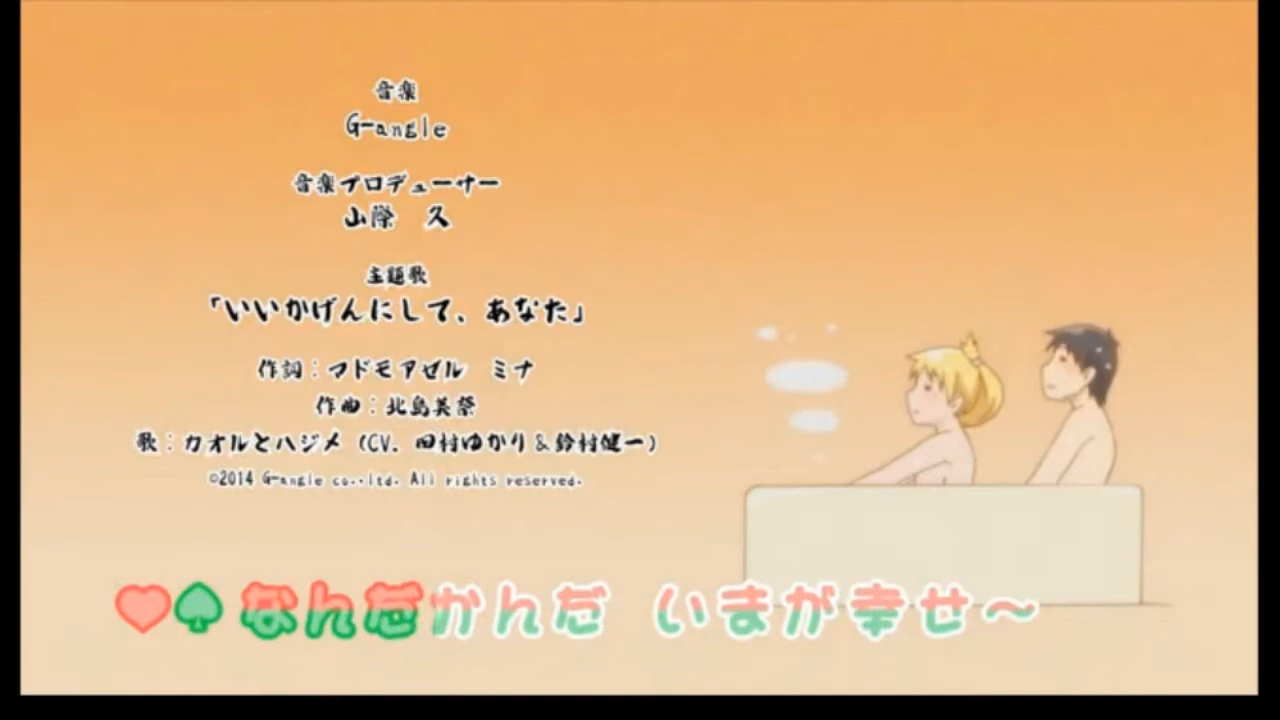 音楽
G-angle
音楽プロデューサー
山際 久
主題歌
「いいかげんにして、あなた」
作詞：マドモアゼル ミナ
作曲：北島英祭
歌：カオルとハジメ（CV. 田村ゆかり＆鈴村健一）
©2014 G-angle co.,ltd. All rights reserved.
♥♠なんだかんだ いまが幸せ～